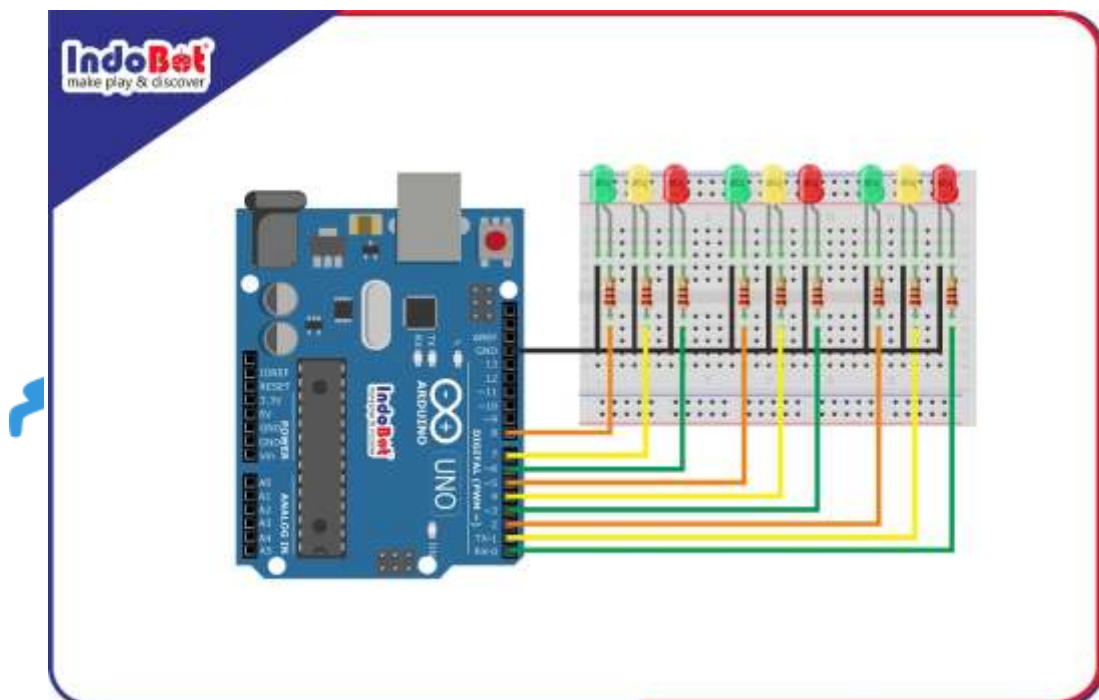 IndoBot
make play & discover
AREF
GND
13
12
~11
~10
~9
8
7
~6
~5
4
~3
2
TX-1
RX-0
DIGITAL (PWM ~)
TX
RX
L
IndoBot
ARDUINO
UNO
IOREF
RESET
3.3V
5V
GND
GND
Vin
POWER
A0
A1
A2
A3
A4
A5
ANALOG IN